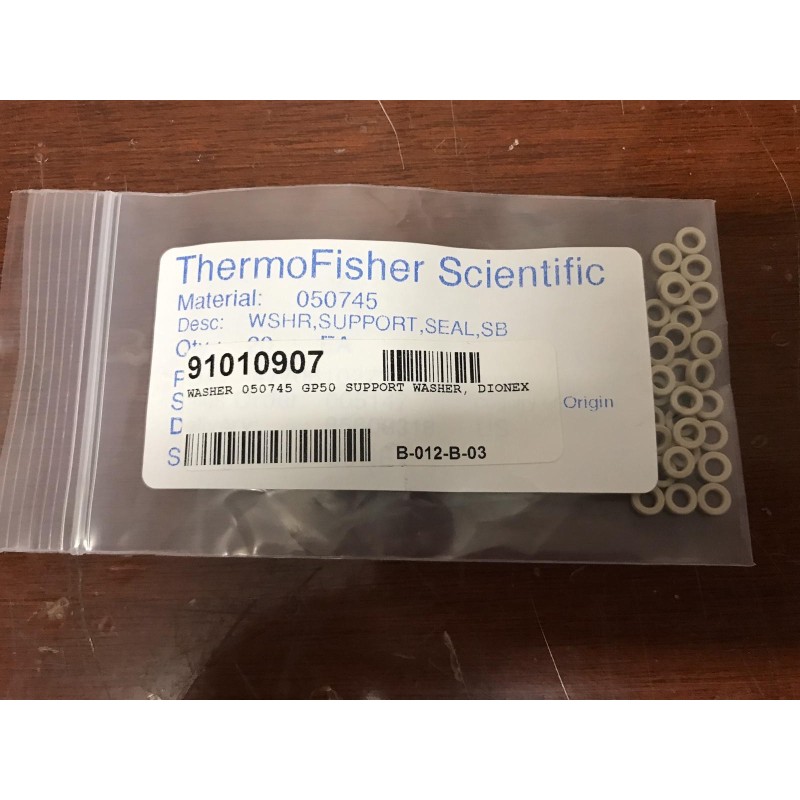 ThermoFisher Scientific
Material: 050745
Desc: WSHR,SUPPORT,SEAL,SB
91010907
WASHER 050745 GP50 SUPPORT WASHER, DIONEX
Origin
B-012-B-03